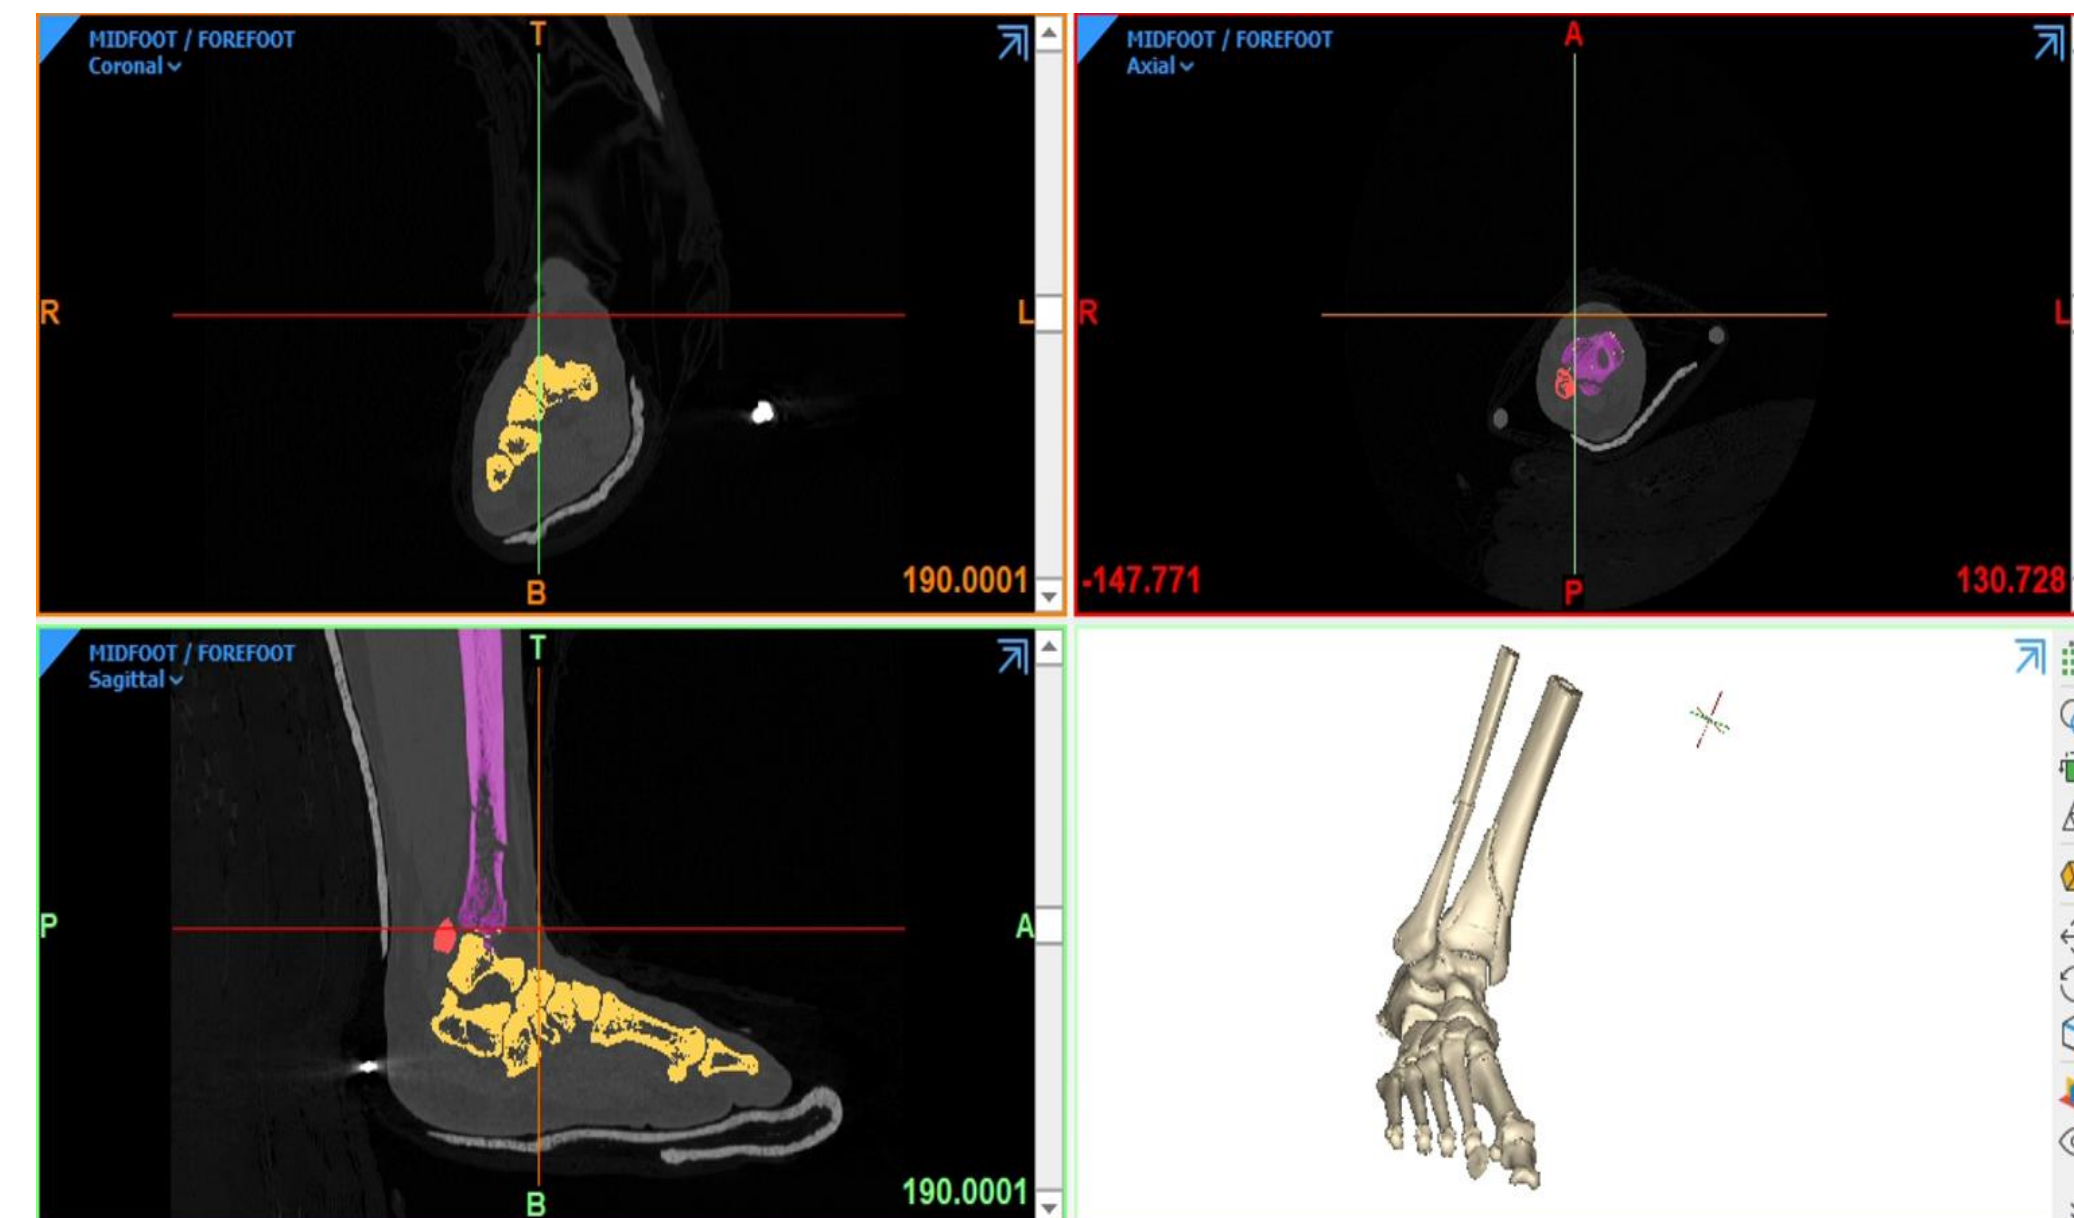 MIDFOOT / FOREFOOT
Coronal
T
R
L
B
190.0001
MIDFOOT / FOREFOOT
Axial
A
R
L
-147.771
P
130.728
MIDFOOT / FOREFOOT
Sagittal
T
P
A
B
190.0001